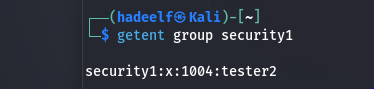 ┌──(hadeelf㉿Kali)-[~]
└─$ getent group security1
security1:x:1004:tester2